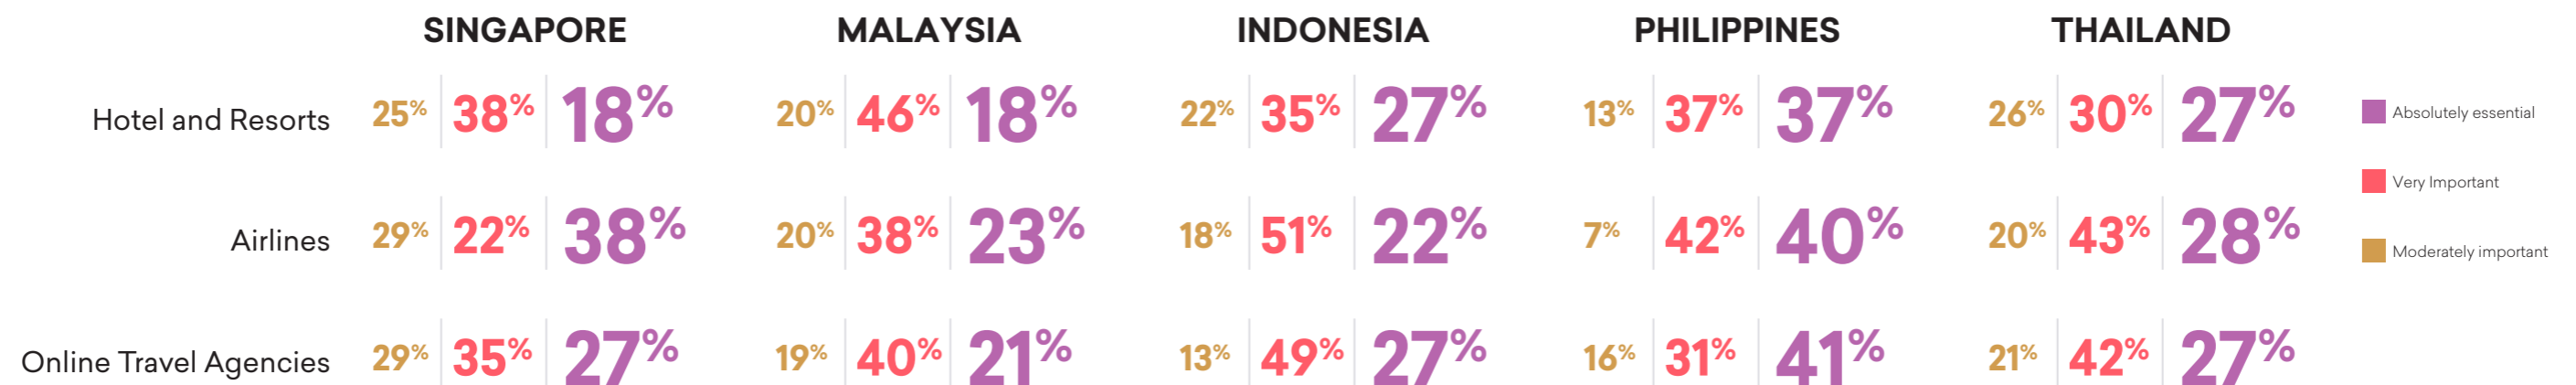 SINGAPORE MALAYSIA INDONESIA PHILIPPINES THAILAND
Hotel and Resorts 25% 38% 18% 20% 46% 18% 22% 35% 27% 13% 37% 37% 26% 30% 27%
Absolutely essential
Very Important
Airlines 29% 22% 38% 20% 38% 23% 18% 51% 22% 7% 42% 40% 20% 43% 28%
Moderately important
Online Travel Agencies 29% 35% 27% 19% 40% 21% 13% 49% 27% 16% 31% 41% 21% 42% 27%